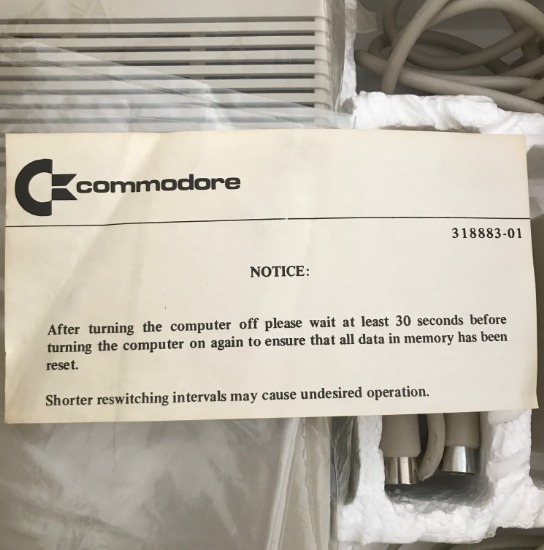 commodore
318883-01
NOTICE:
After turning the computer off please wait at least 30 seconds before
turning the computer on again to ensure that all data in memory has been
reset.
Shorter reswitching intervals may cause undesired operation.